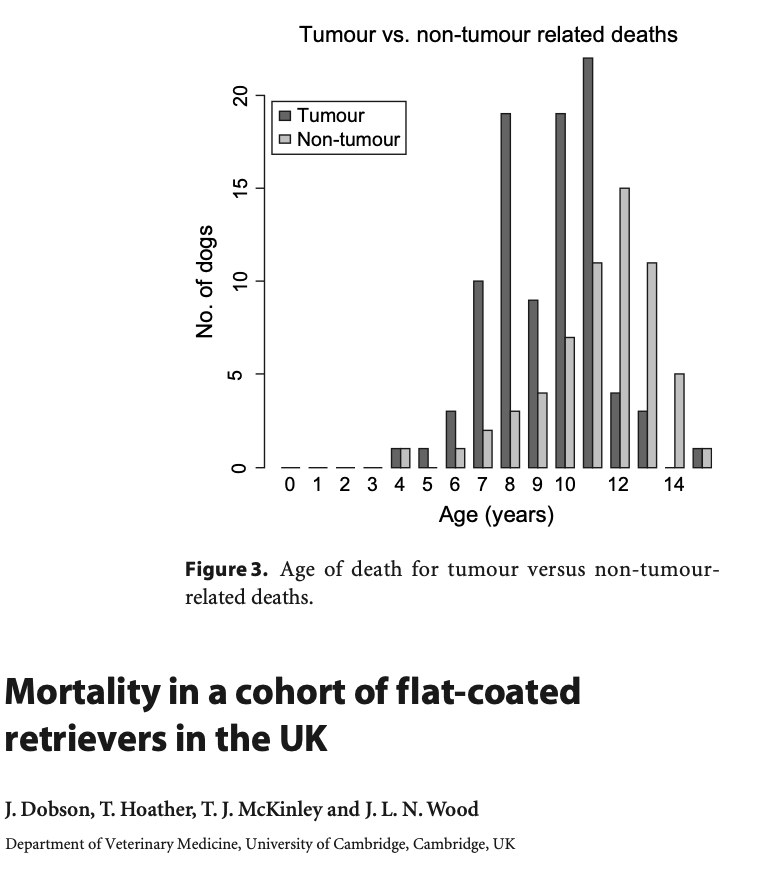 Tumour vs. non-tumour related deaths
Tumour
Non-tumour
20
15
10
5
0
No. of dogs
0 1 2 3 4 5 6 7 8 9 10 12 14
Age (years)
Figure 3. Age of death for tumour versus non-tumour-
related deaths.
Mortality in a cohort of flat-coated
retrievers in the UK
J. Dobson, T. Hoather, T. J. McKinley and J. L. N. Wood
Department of Veterinary Medicine, University of Cambridge, Cambridge, UK